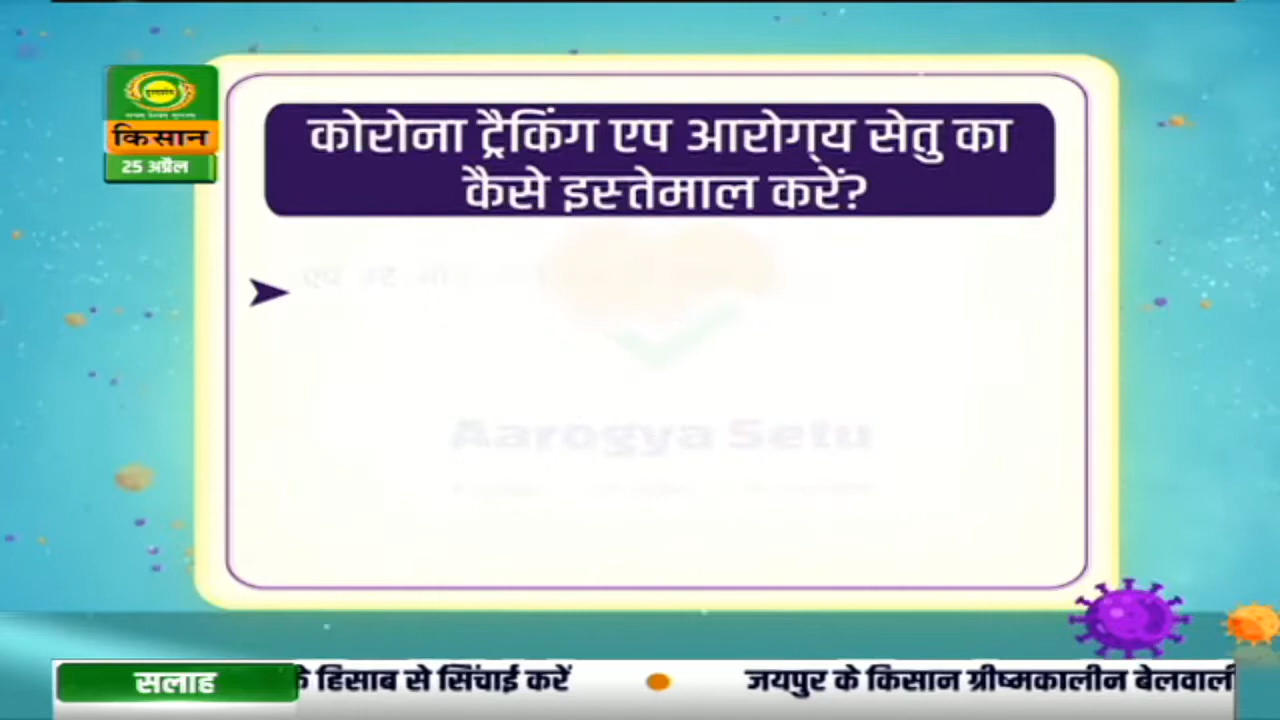 किसान
25 अप्रैल
कोरोना ट्रैकिंग एप आरोग्य सेतु का
कैसे इस्तेमाल करें?
Aarogya Setu
सलाह
हिसाब से सिंचाई करें
जयपुर के किसान ग्रीष्मकालीन बेलवाली